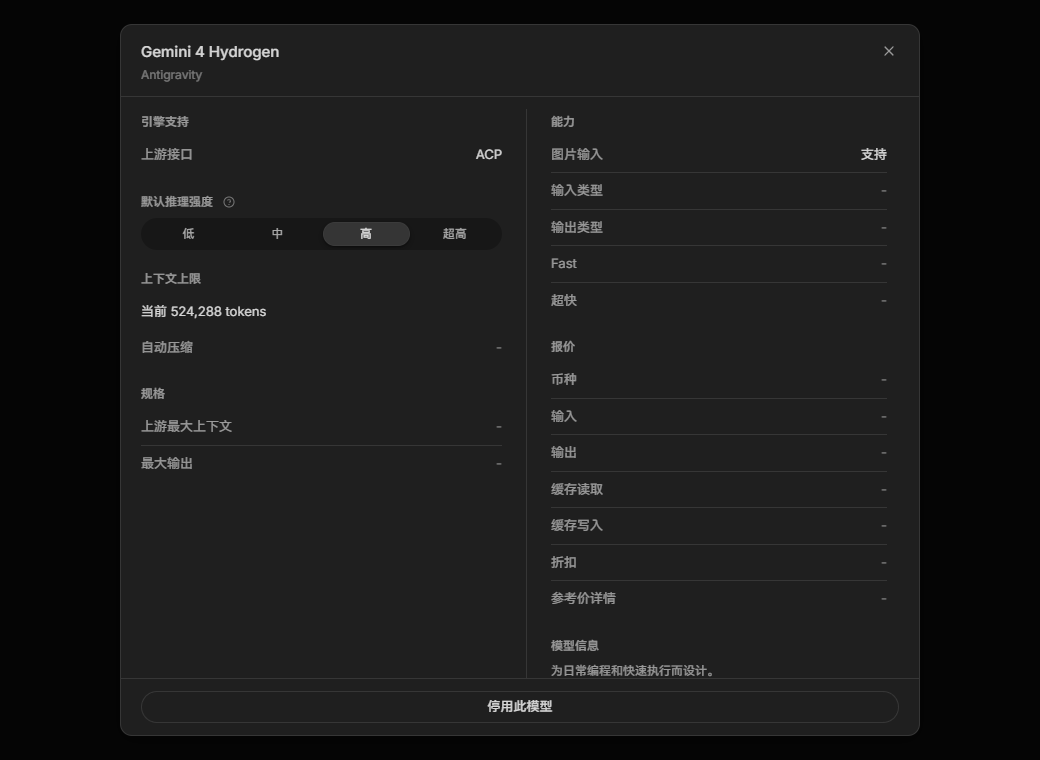 Gemini 4 Hydrogen
Antigravity
引擎支持
上游接口 ACP
默认推理强度
低 中 高 超高
上下文上限
当前 524,288 tokens
自动压缩 -
规格
上游最大上下文 -
最大输出 -
能力
图片输入 支持
输入类型 -
输出类型 -
Fast -
超快 -
报价
币种 -
输入 -
输出 -
缓存读取 -
缓存写入 -
折扣 -
参考价详情 -
模型信息
为日常编程和快速执行而设计。
停用此模型